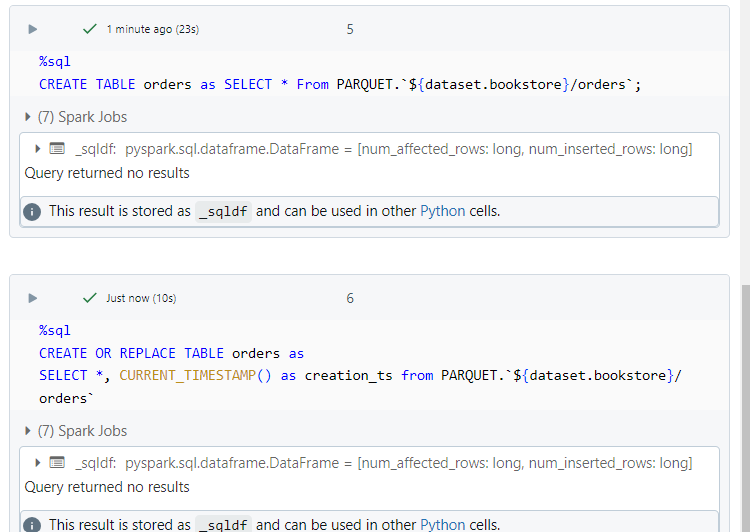 1 minute ago (23s)
5
%sql
CREATE TABLE orders as SELECT * From PARQUET.`${dataset.bookstore}/orders`;
(7) Spark Jobs
_sqldf: pyspark.sql.dataframe.DataFrame = [num_affected_rows: long, num_inserted_rows: long]
Query returned no results
This result is stored as _sqldf and can be used in other Python cells.
Just now (10s)
6
%sql
CREATE OR REPLACE TABLE orders as
SELECT *, CURRENT_TIMESTAMP() as creation_ts from PARQUET.`${dataset.bookstore}/
orders`
(7) Spark Jobs
_sqldf: pyspark.sql.dataframe.DataFrame = [num_affected_rows: long, num_inserted_rows: long]
Query returned no results
This result is stored as _sqldf and can be used in other Python cells.